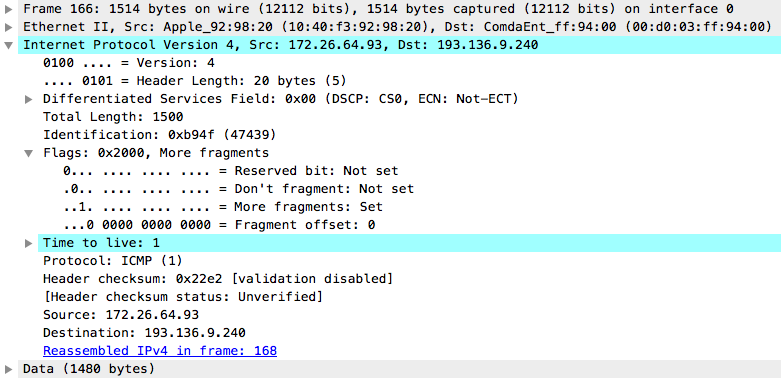 Frame 166: 1514 bytes on wire (12112 bits), 1514 bytes captured (12112 bits) on interface 0
Ethernet II, Src: Apple_92:98:20 (10:40:f3:92:98:20), Dst: ComdaEnt_ff:94:00 (00:d0:03:ff:94:00)
Internet Protocol Version 4, Src: 172.26.64.93, Dst: 193.136.9.240
0100 .... = Version: 4
.... 0101 = Header Length: 20 bytes (5)
Differentiated Services Field: 0x00 (DSCP: CS0, ECN: Not-ECT)
Total Length: 1500
Identification: 0xb94f (47439)
Flags: 0x2000, More fragments
0... .... .... .... = Reserved bit: Not set
.0.. .... .... .... = Don't fragment: Not set
..1. .... .... .... = More fragments: Set
...0 0000 0000 0000 = Fragment offset: 0
Time to live: 1
Protocol: ICMP (1)
Header checksum: 0x22e2 [validation disabled]
[Header checksum status: Unverified]
Source: 172.26.64.93
Destination: 193.136.9.240
Reassembled IPv4 in frame: 168
Data (1480 bytes)